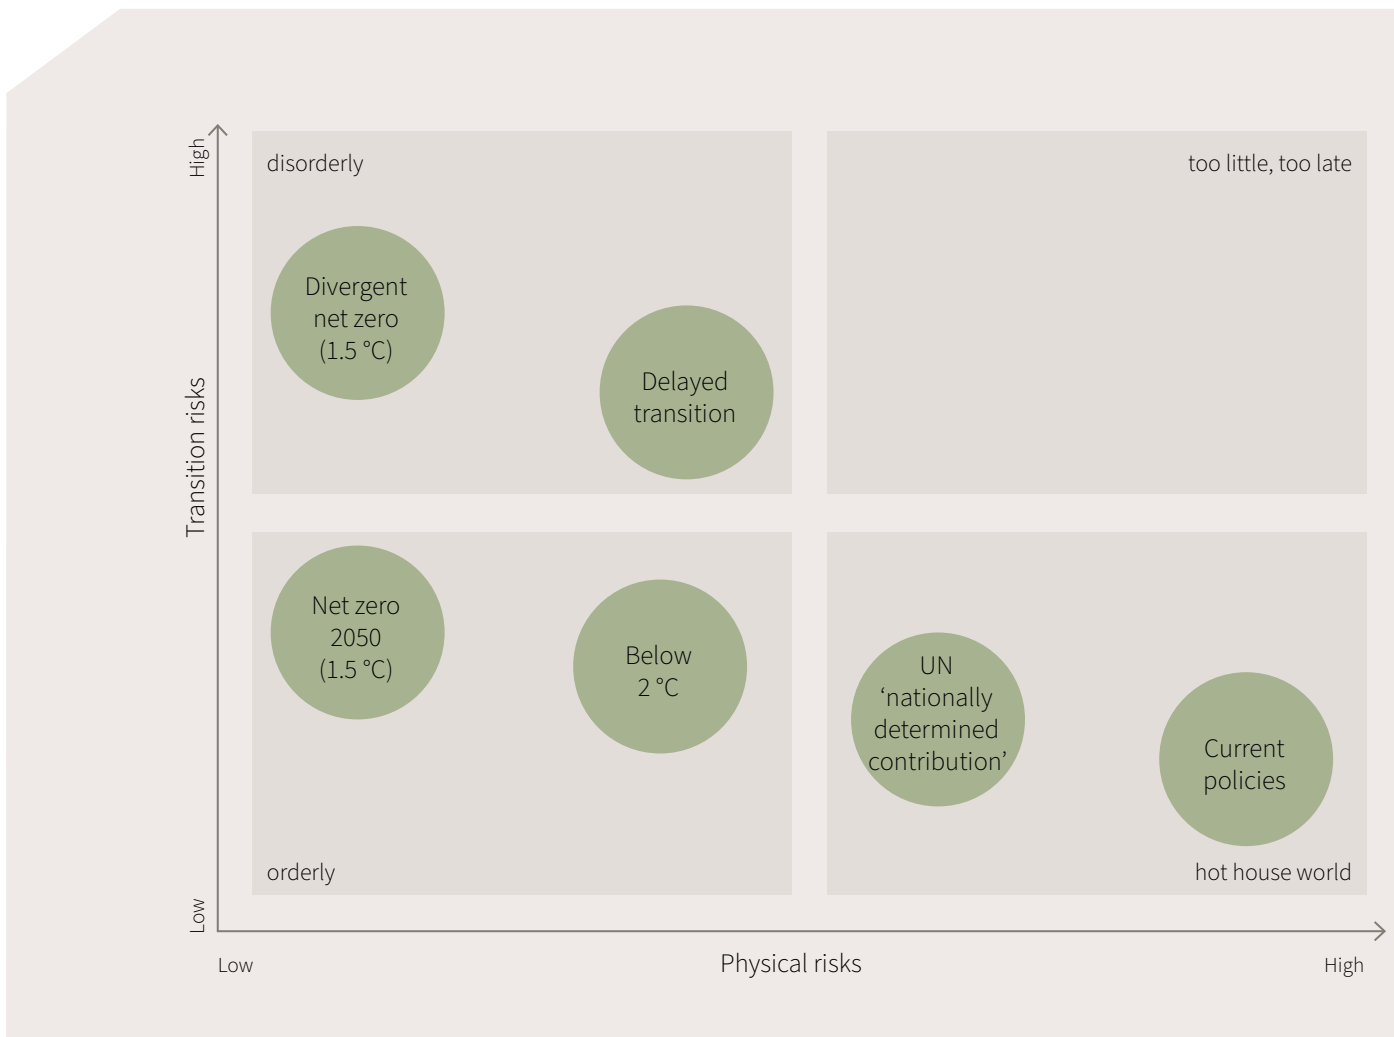 High
disorderly
too little, too late
Divergent
net zero
(1.5 °C)
Delayed
transition
Transition risks
Net zero
2050
(1.5 °C)
Below
2 °C
UN
‘nationally
determined
contribution’
Current
policies
orderly
hot house world
Low
Low
Physical risks
High